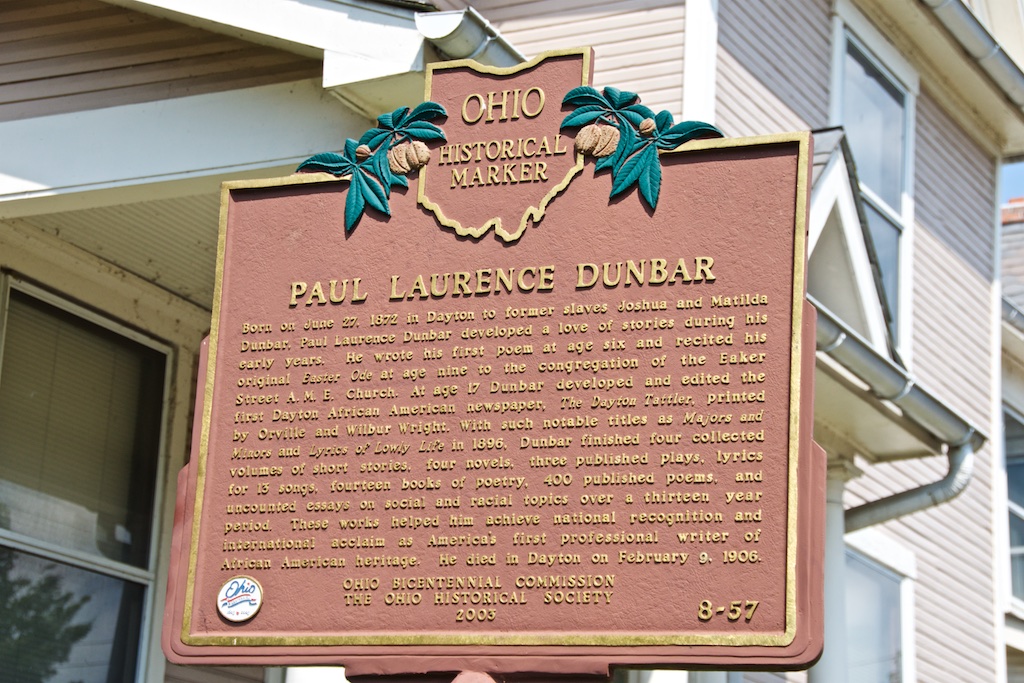 OHIO
HISTORICAL
MARKER
PAUL LAURENCE DUNBAR
Born on June 27, 1872 in Dayton to former slaves Joshua and Matilda
Dunbar, Paul Laurence Dunbar developed a love of stories during his
early years. He wrote his first poem at age six and recited his
original Easter Ode at age nine to the congregation of the Eaker
Street A.M.E. Church. At age 17 Dunbar developed and edited the
first Dayton African American newspaper, The Dayton Tattler, printed
by Orville and Wilbur Wright. With such notable titles as Majors and
Minors and Lyrics of Lowly Life in 1896, Dunbar finished four collected
volumes of short stories, four novels, three published plays, lyrics
for 13 songs, fourteen books of poetry, 400 published poems, and
uncounted essays on social and racial topics over a thirteen year
period. These works helped him achieve national recognition and
international acclaim as America's first professional writer of
African American heritage. He died in Dayton on February 9, 1906.
OHIO BICENTENNIAL COMMISSION
THE OHIO HISTORICAL SOCIETY
2003
8-57
Ohio